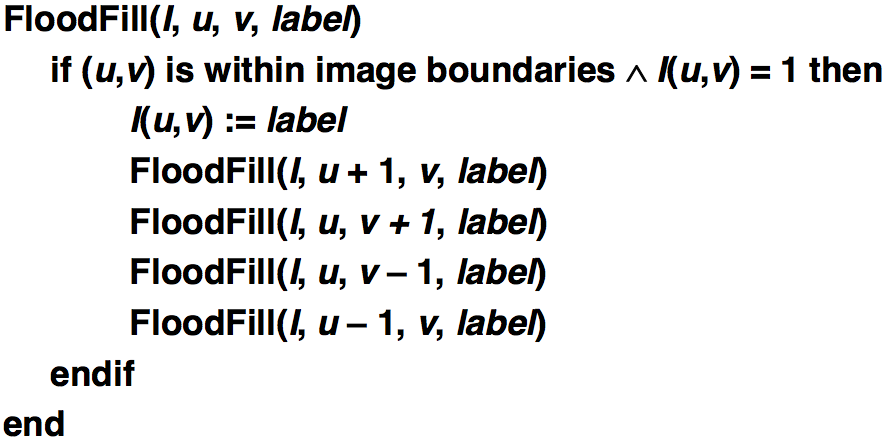 FloodFill(I, u, v, label)
if (u,v) is within image boundaries ∧ I(u,v) = 1 then
I(u,v) := label
FloodFill(I, u + 1, v, label)
FloodFill(I, u, v + 1, label)
FloodFill(I, u, v – 1, label)
FloodFill(I, u – 1, v, label)
endif
end